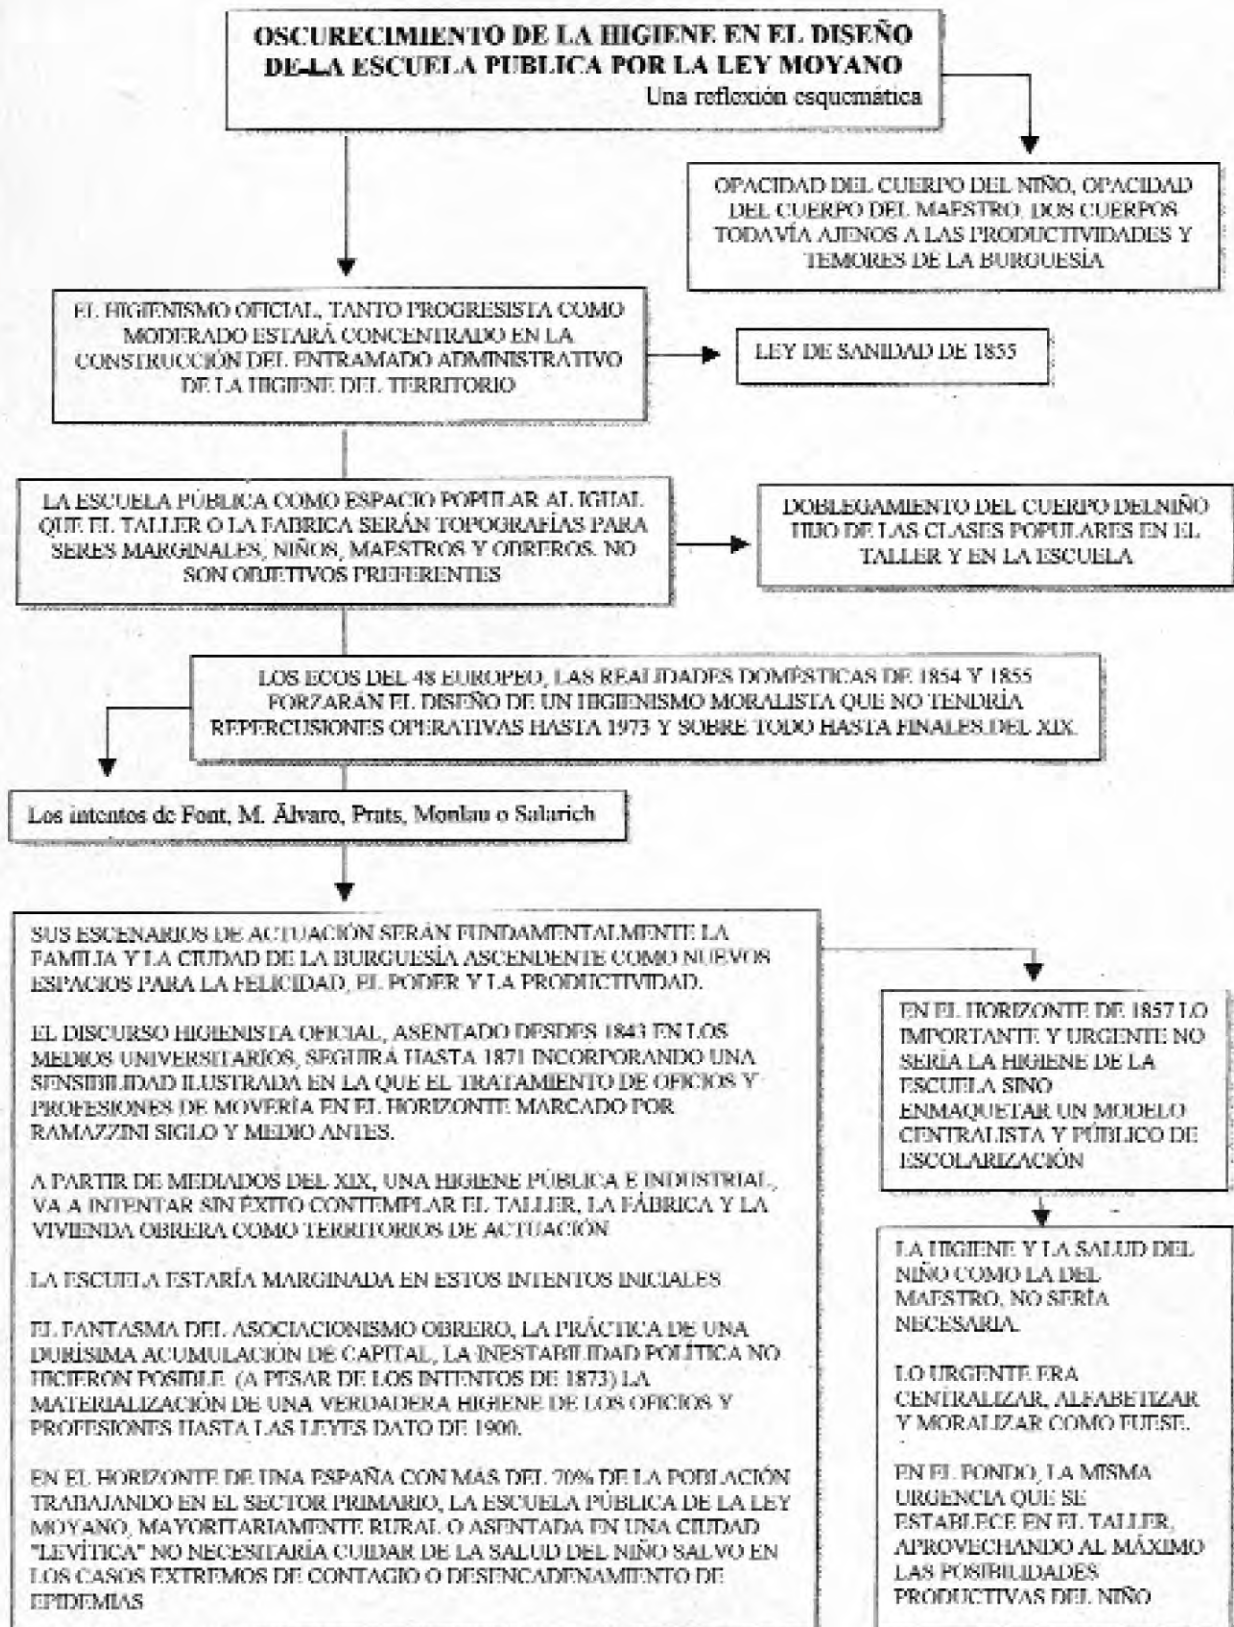 OSCURECIMIENTO DE LA HIGIENE EN EL DISEÑO
DE LA ESCUELA PUBLICA POR LA LEY MOYANO
Una reflexión esquemática
OPACIDAD DEL CUERPO DEL NIÑO, OPACIDAD
DEL CUERPO DEL MAESTRO. DOS CUERPOS
TODAVÍA AJENOS A LAS PRODUCTIVIDADES Y
TEMORES DE LA BURGUESÍA
EL HIGIENISMO OFICIAL, TANTO PROGRESISTA COMO
MODERADO ESTARÁ CONCENTRADO EN LA
CONSTRUCCIÓN DEL ENTRAMADO ADMINISTRATIVO
DE LA HIGIENE DEL TERRITORIO
LEY DE SANIDAD DE 1855
LA ESCUELA PÚBLICA COMO ESPACIO POPULAR AL IGUAL
QUE EL TALLER O LA FABRICA SERÁN TOPOGRAFÍAS PARA
SERES MARGINALES, NIÑOS, MAESTROS Y OBREROS. NO
SON OBJETIVOS PREFERENTES
DOBLEGAMIENTO DEL CUERPO DELNIÑO
HIJO DE LAS CLASES POPULARES EN EL
TALLER Y EN LA ESCUELA
LOS ECOS DEL 48 EUROPEO, LAS REALIDADES DOMÉSTICAS DE 1854 Y 1855
FORZARÁN EL DISEÑO DE UN HIGIENISMO MORALISTA QUE NO TENDRÍA
REPERCUSIONES OPERATIVAS HASTA 1973 Y SOBRE TODO HASTA FINALES DEL XIX.
Los intentos de Font, M. Álvaro, Prats, Monlau o Salarich
SUS ESCENARIOS DE ACTUACIÓN SERÁN FUNDAMENTALMENTE LA
FAMILIA Y LA CIUDAD DE LA BURGUESÍA ASCENDENTE COMO NUEVOS
ESPACIOS PARA LA FELICIDAD, EL PODER Y LA PRODUCTIVIDAD.
EL DISCURSO HIGIENISTA OFICIAL, ASENTADO DESDES 1843 EN LOS
MEDIOS UNIVERSITARIOS, SEGUIRÁ HASTA 1871 INCORPORANDO UNA
SENSIBILIDAD ILUSTRADA EN LA QUE EL TRATAMIENTO DE OFICIOS Y
PROFESIONES DE MOVERÍA EN EL HORIZONTE MARCADO POR
RAMAZZINI SIGLO Y MEDIO ANTES.
A PARTIR DE MEDIADOS DEL XIX, UNA HIGIENE PÚBLICA E INDUSTRIAL,
VA A INTENTAR SIN ÉXITO CONTEMPLAR EL TALLER, LA FÁBRICA Y LA
VIVIENDA OBRERA COMO TERRITORIOS DE ACTUACIÓN
LA ESCUELA ESTARÍA MARGINADA EN ESTOS INTENTOS INICIALES.
EL FANTASMA DEL ASOCIACIONISMO OBRERO, LA PRÁCTICA DE UNA
DURÍSIMA ACUMULACIÓN DE CAPITAL, LA INESTABILIDAD POLÍTICA NO
HICIERON POSIBLE (A PESAR DE LOS INTENTOS DE 1873) LA
MATERIALIZACIÓN DE UNA VERDADERA HIGIENE DE LOS OFICIOS Y
PROFESIONES HASTA LAS LEYES DATO DE 1900.
EN EL HORIZONTE DE UNA ESPAÑA CON MÁS DEL 70% DE LA POBLACIÓN
TRABAJANDO EN EL SECTOR PRIMARIO, LA ESCUELA PÚBLICA DE LA LEY
MOYANO, MAYORITARIAMENTE RURAL O ASENTADA EN UNA CIUDAD
"LEVÍTICA" NO NECESITARÍA CUIDAR DE LA SALUD DEL NIÑO SALVO EN
LOS CASOS EXTREMOS DE CONTAGIO O DESENCADENAMIENTO DE
EPIDEMIAS
EN EL HORIZONTE DE 1857 LO
IMPORTANTE Y URGENTE NO
SERÍA LA HIGIENE DE LA
ESCUELA SINO
ENMAQUETAR UN MODELO
CENTRALISTA Y PÚBLICO DE
ESCOLARIZACIÓN
LA HIGIENE Y LA SALUD DEL
NIÑO COMO LA DEL
MAESTRO, NO SERÍA
NECESARIA.
LO URGENTE ERA
CENTRALIZAR, ALFABETIZAR
Y MORALIZAR COMO FUESE.
EN EL FONDO, LA MISMA
URGENCIA QUE SE
ESTABLECE EN EL TALLER,
APROVECHANDO AL MÁXIMO
LAS POSIBILIDADES
PRODUCTIVAS DEL NIÑO